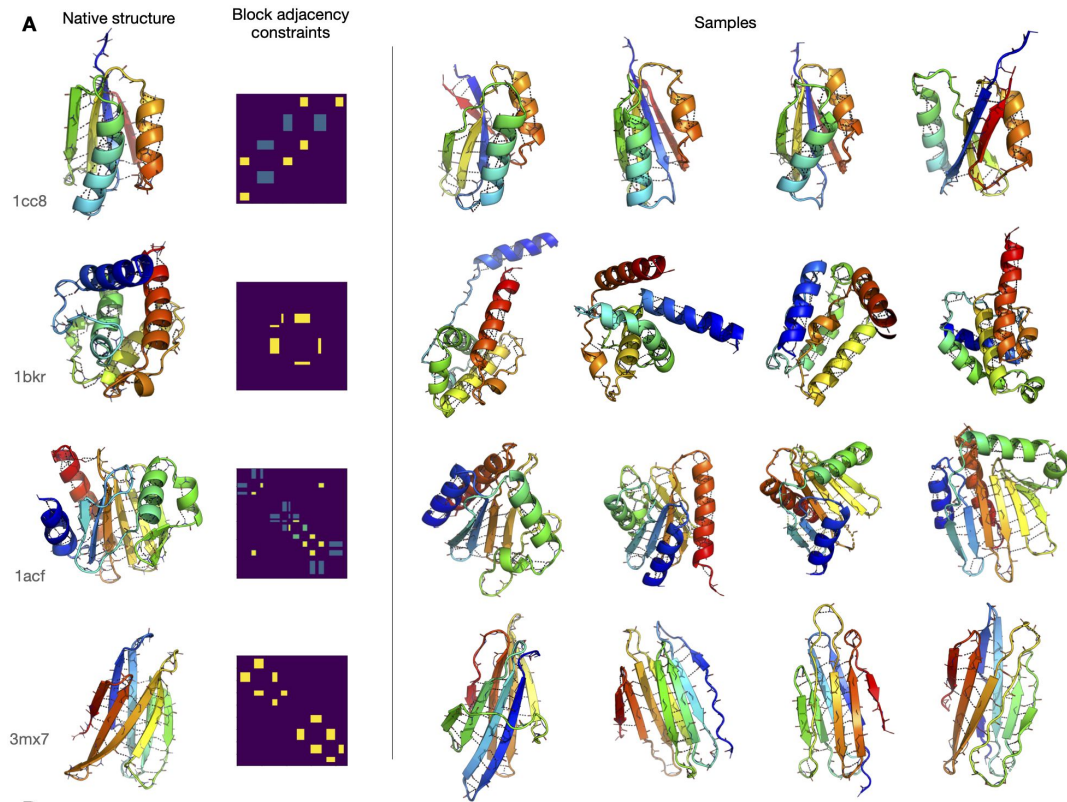 A
Native structure
Block adjacency
constraints
Samples
1cc8
1bkr
1acf
3mx7